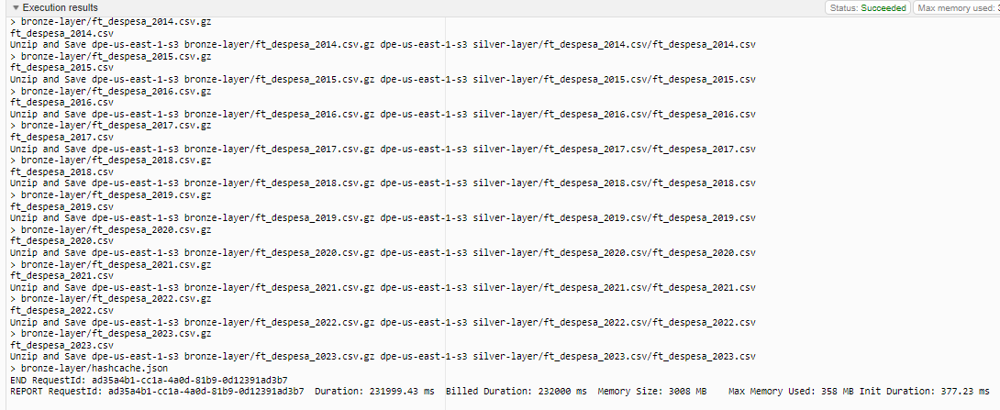 Execution results
Status: Succeeded
Max memory used:
> bronze-layer/ft_despesa_2014.csv.gz
ft_despesa_2014.csv
Unzip and Save dpe-us-east-1-s3 bronze-layer/ft_despesa_2014.csv.gz dpe-us-east-1-s3 silver-layer/ft_despesa_2014.csv/ft_despesa_2014.csv
> bronze-layer/ft_despesa_2015.csv.gz
ft_despesa_2015.csv
Unzip and Save dpe-us-east-1-s3 bronze-layer/ft_despesa_2015.csv.gz dpe-us-east-1-s3 silver-layer/ft_despesa_2015.csv/ft_despesa_2015.csv
> bronze-layer/ft_despesa_2016.csv.gz
ft_despesa_2016.csv
Unzip and Save dpe-us-east-1-s3 bronze-layer/ft_despesa_2016.csv.gz dpe-us-east-1-s3 silver-layer/ft_despesa_2016.csv/ft_despesa_2016.csv
> bronze-layer/ft_despesa_2017.csv.gz
ft_despesa_2017.csv
Unzip and Save dpe-us-east-1-s3 bronze-layer/ft_despesa_2017.csv.gz dpe-us-east-1-s3 silver-layer/ft_despesa_2017.csv/ft_despesa_2017.csv
> bronze-layer/ft_despesa_2018.csv.gz
ft_despesa_2018.csv
Unzip and Save dpe-us-east-1-s3 bronze-layer/ft_despesa_2018.csv.gz dpe-us-east-1-s3 silver-layer/ft_despesa_2018.csv/ft_despesa_2018.csv
> bronze-layer/ft_despesa_2019.csv.gz
ft_despesa_2019.csv
Unzip and Save dpe-us-east-1-s3 bronze-layer/ft_despesa_2019.csv.gz dpe-us-east-1-s3 silver-layer/ft_despesa_2019.csv/ft_despesa_2019.csv
> bronze-layer/ft_despesa_2020.csv.gz
ft_despesa_2020.csv
Unzip and Save dpe-us-east-1-s3 bronze-layer/ft_despesa_2020.csv.gz dpe-us-east-1-s3 silver-layer/ft_despesa_2020.csv/ft_despesa_2020.csv
> bronze-layer/ft_despesa_2021.csv.gz
ft_despesa_2021.csv
Unzip and Save dpe-us-east-1-s3 bronze-layer/ft_despesa_2021.csv.gz dpe-us-east-1-s3 silver-layer/ft_despesa_2021.csv/ft_despesa_2021.csv
> bronze-layer/ft_despesa_2022.csv.gz
ft_despesa_2022.csv
Unzip and Save dpe-us-east-1-s3 bronze-layer/ft_despesa_2022.csv.gz dpe-us-east-1-s3 silver-layer/ft_despesa_2022.csv/ft_despesa_2022.csv
> bronze-layer/ft_despesa_2023.csv.gz
ft_despesa_2023.csv
Unzip and Save dpe-us-east-1-s3 bronze-layer/ft_despesa_2023.csv.gz dpe-us-east-1-s3 silver-layer/ft_despesa_2023.csv/ft_despesa_2023.csv
> bronze-layer/hashcache.json
END RequestId: ad35a4b1-cc1a-4a0d-81b9-0d12391ad3b7
REPORT RequestId: ad35a4b1-cc1a-4a0d-81b9-0d12391ad3b7 Duration: 231999.43 ms Billed Duration: 232000 ms Memory Size: 3008 MB Max Memory Used: 358 MB Init Duration: 377.23 ms